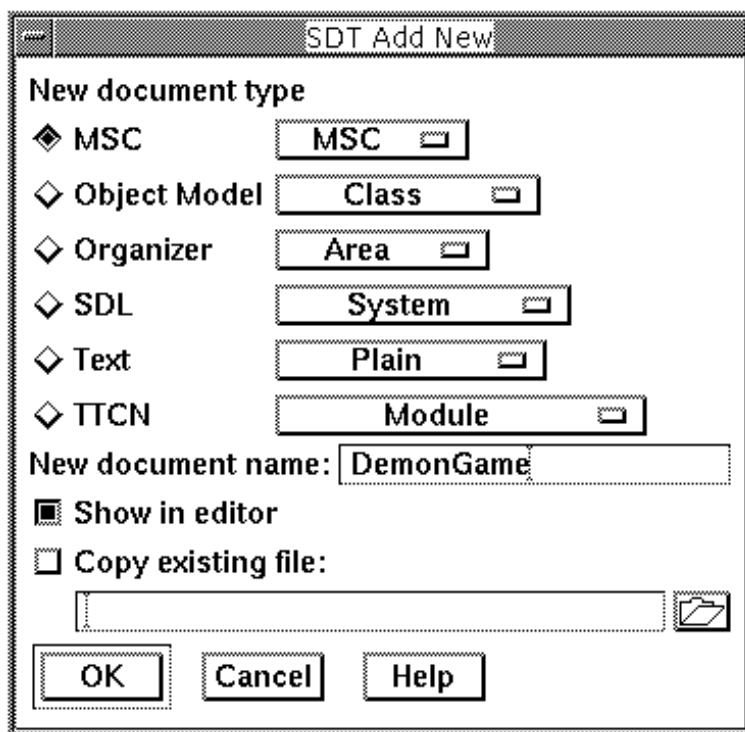 SDT Add New
New document type
MSC MSC
Object Model Class
Organizer Area
SDL System
Text Plain
TTCN Module
New document name: DemonGame
Show in editor
Copy existing file:
OK Cancel Help